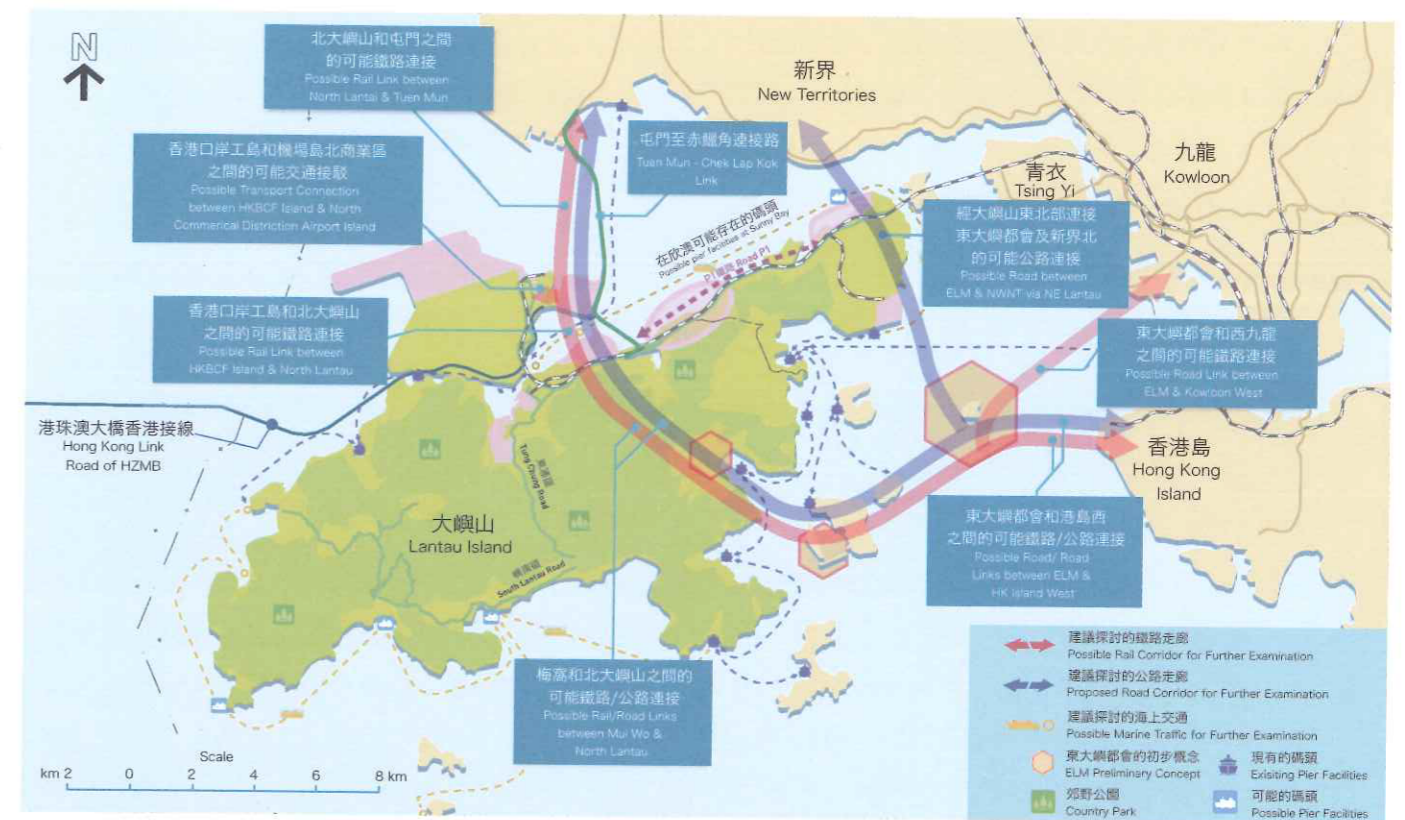 N
北大嶼山和屯門之間
的可能鐵路連接
Possible Rail Link between
North Lantai & Tuen Mun
新界
New Territories
屯門至赤鱲角連接路
Tuan Mun - Chek Lap Kok
Link
香港口岸工島和機場島北商業區
之間的可能交通接駁
Possible Transport Connection
between HKBCF Island & North
Commerical Distriction Airport Island
九龍
Kowloon
青衣
Tsing Yi
在欣澳可能存在的碼頭
Possible pier facilities at Sunny Bay
Road P1
經大嶼山東北部連接
東大嶼都會及新界北
的可能公路連接
Possible Road between
ELM & NWNT via NE Lantau
香港口岸工島和北大嶼山
之間的可能鐵路連接
Possible Rail Link between
HKBCF Island & North Lantau
東大嶼都會和西九龍
之間的可能鐵路連接
Possible Road Link between
ELM & Kowloon West
港珠澳大橋香港接線
Hong Kong Link
Road of HZMB
東涌道
Tung Chung Road
香港島
Hong Kong
Island
大嶼山
Lantau Island
South Lantau Road
東大嶼都會和港島西
之間的可能鐵路/公路連接
Possible Road/ Road
Links between ELM &
HK Island West
梅窩和北大嶼山之間的
可能鐵路/公路連接
Possible Rail/Road Links
between Mui Wo &
North Lantau
Scale
km 2 0 2 4 6 8 km
建議探討的鐵路走廊
Possible Rail Corridor for Further Examination
建議探討的公路走廊
Proposed Road Corridor for Further Examination
建議探討的海上交通
Possible Marine Traffic for Further Examination
東大嶼都會的初步概念
ELM Preliminary Concept
現有的碼頭
Exisiting Pier Facilities
郊野公園
Country Park
可能的碼頭
Possible Pier Facilities